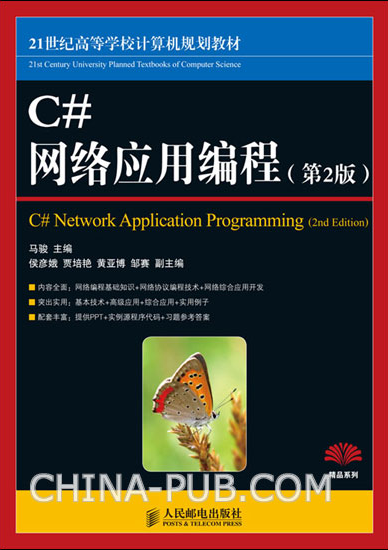 21世纪高等学校计算机规划教材
21st Century University Planned Textbooks of Computer Science
C#
网络应用编程（第2版）
C# Network Application Programming (2nd Edition)
马骏 主编
侯彦娥 贾培艳 黄亚博 邹赛 副主编
■ 内容全面：网络编程基础知识+网络协议编程技术+网络综合应用开发
■ 突出实用：基本技术+高级应用+综合应用+实用例子
■ 配套丰富：提供PPT+实例源程序代码+习题参考答案
精品系列
CHINA-PUB.COM
人民邮电出版社
POSTS & TELECOM PRESS